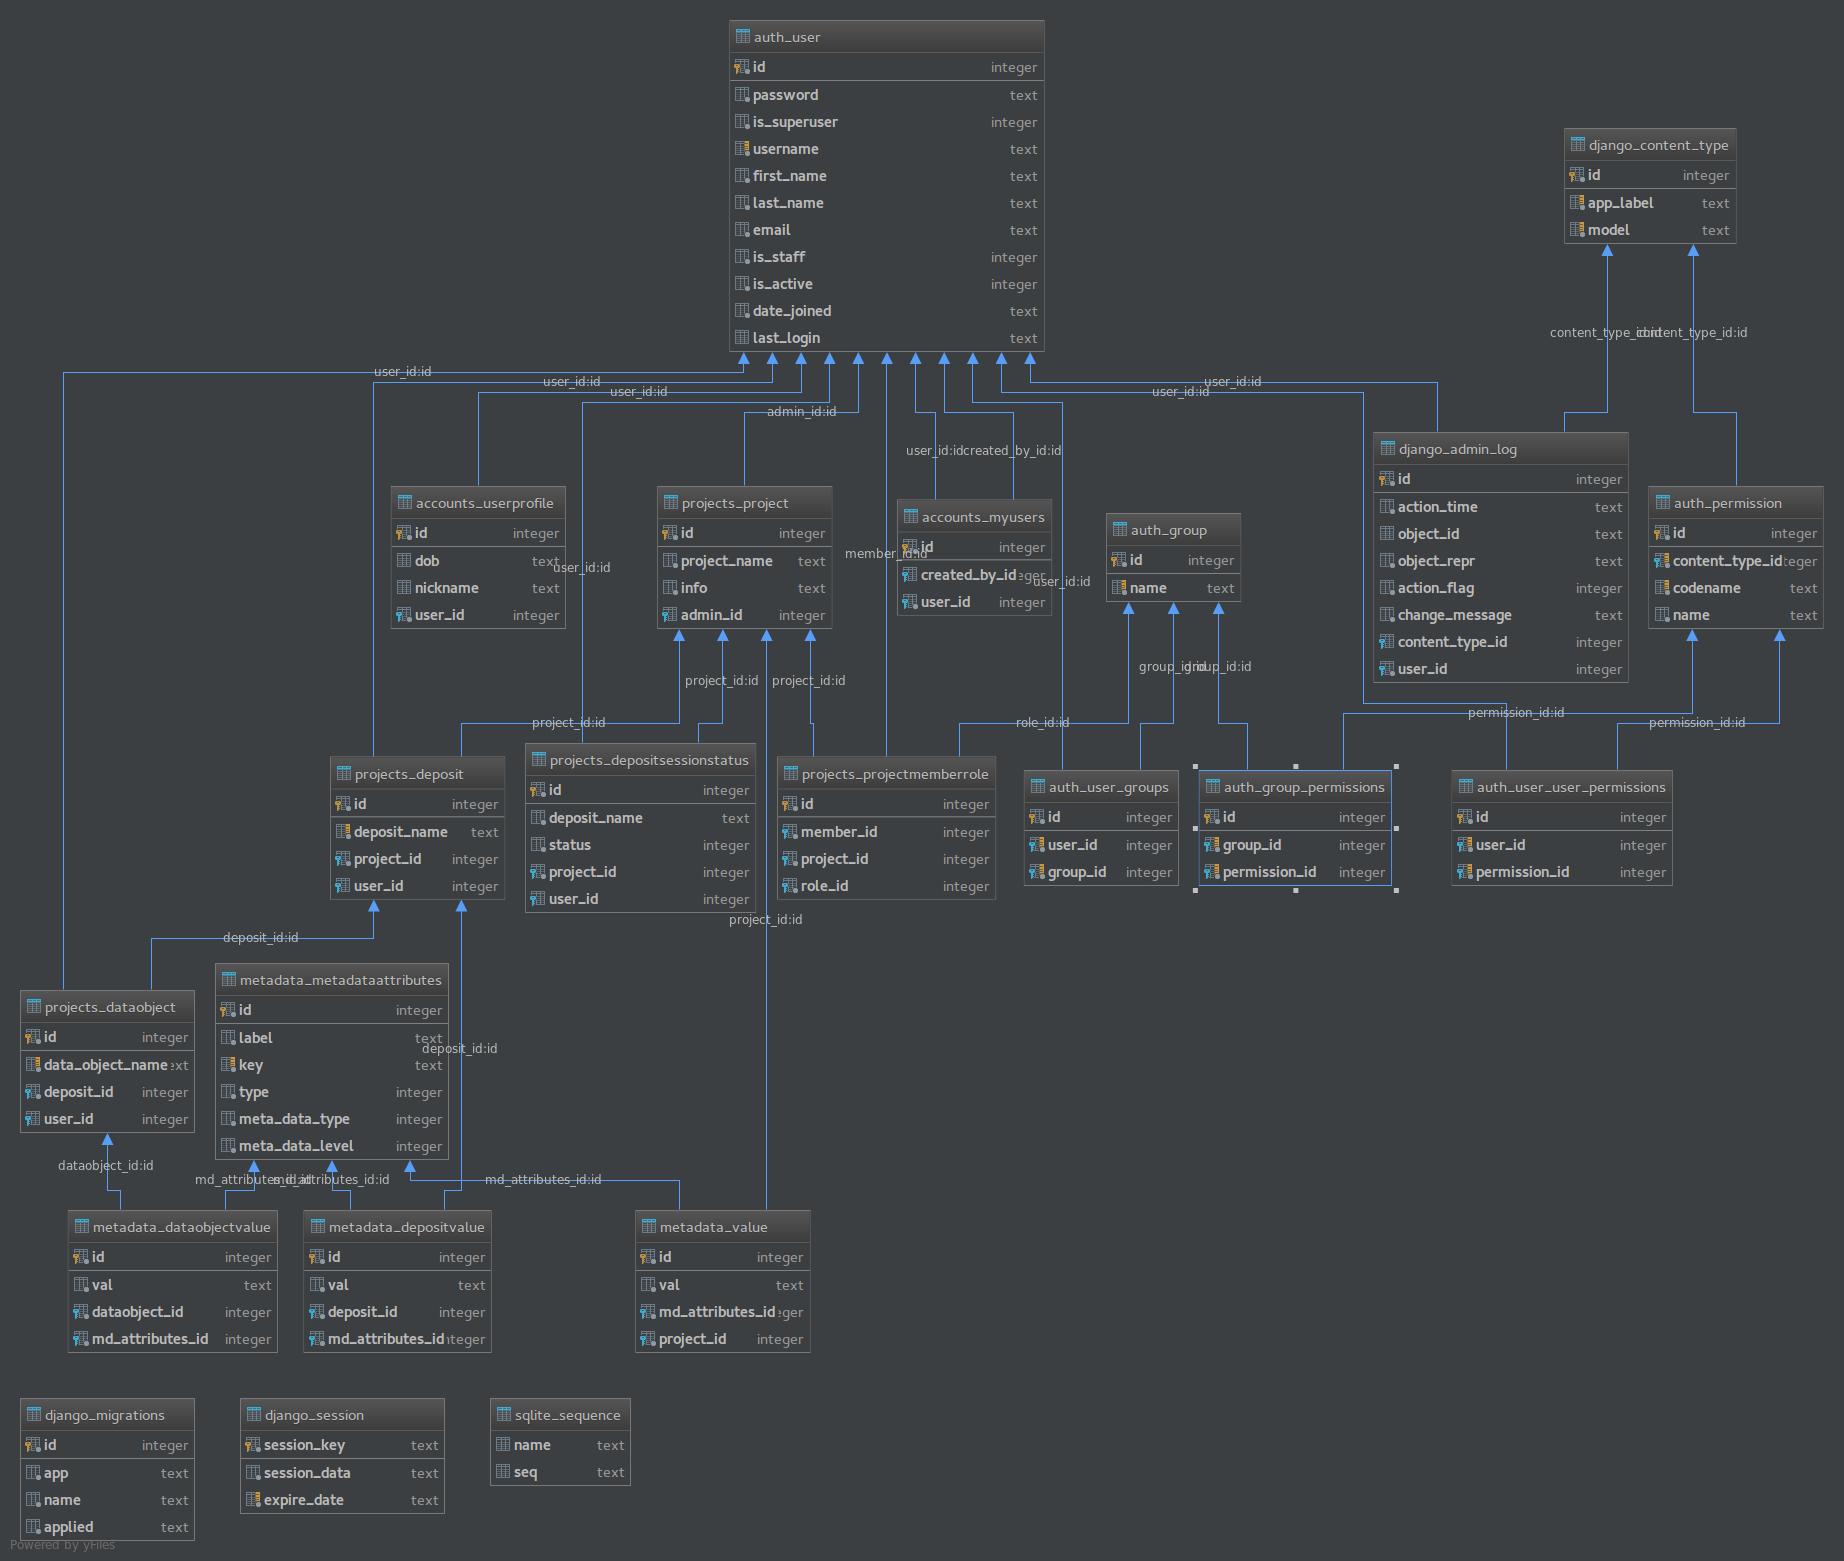 auth_user
id integer
password text
is_superuser integer
username text
first_name text
last_name text
email text
is_staff integer
is_active integer
date_joined text
last_login text
django_content_type
id integer
app_label text
model text
content_type_id:id
content_type_id:id
user_id:id
user_id:id
user_id:id
admin_id:id
user_id:id
user_id:id
user_id:id
created_by_id:id
accounts_userprofile
id integer
dob text
nickname text
user_id integer
user_id:id
projects_project
id integer
project_name text
info text
admin_id integer
member_id:id
accounts_myusers
id integer
created_by_id eger
user_id integer
user_id:id
auth_group
id integer
name text
django_admin_log
id integer
action_time text
object_id text
object_repr text
action_flag integer
change_message text
content_type_id integer
user_id integer
auth_permission
id integer
content_type_id teger
codename text
name text
project_id:id
project_id:id
group_id:id
group_id:id
project_id:id
role_id:id
permission_id:id
permission_id:id
projects_deposit
id integer
deposit_name text
project_id integer
user_id integer
projects_depositsessionstatus
id integer
deposit_name text
status integer
project_id integer
user_id integer
projects_projectmemberrole
id integer
member_id integer
project_id integer
role_id integer
auth_user_groups
id integer
user_id integer
group_id integer
auth_group_permissions
id integer
group_id integer
permission_id integer
auth_user_user_permissions
id integer
user_id integer
permission_id integer
project_id:id
deposit_id:id
projects_dataobject
id integer
data_object_name ext
deposit_id integer
user_id integer
metadata_metadataattributes
id integer
label text
key text
type integer
meta_data_type integer
meta_data_level integer
deposit_id:id
dataobject_id:id
md_attributes_id:id
md_attributes_id:id
md_attributes_id:id
metadata_dataobjectvalue
id integer
val text
dataobject_id integer
md_attributes_id integer
metadata_depositvalue
id integer
val text
deposit_id integer
md_attributes_id teger
metadata_value
id integer
val text
md_attributes_id ger
project_id integer
django_migrations
id integer
app text
name text
applied text
django_session
session_key text
session_data text
expire_date text
sqlite_sequence
name text
seq text
Powered by yFiles